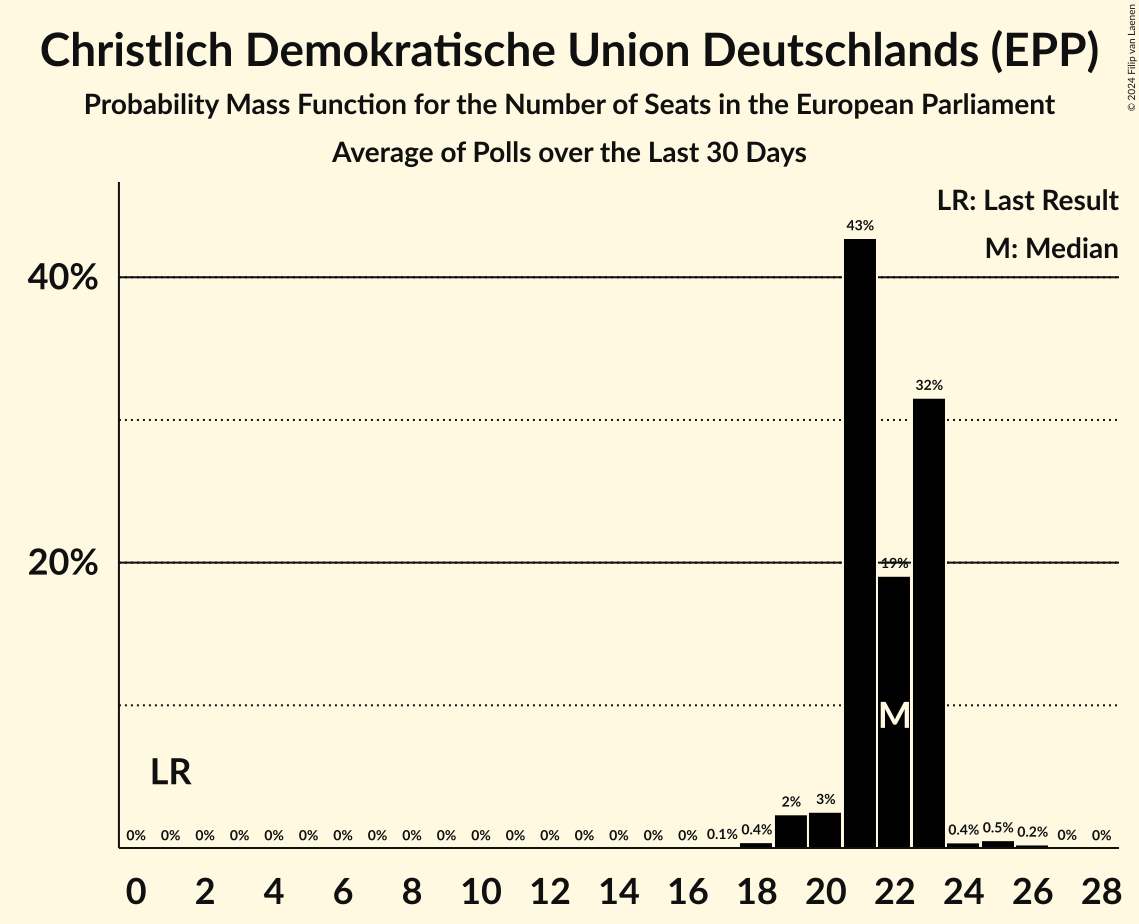 Christlich Demokratische Union Deutschlands (EPP)
Probability Mass Function for the Number of Seats in the European Parliament
Average of Polls over the Last 30 Days
© 2024 Filip van Laenen
LR: Last Result
M: Median
43%
40%
32%
20%
19%
M
LR
0% 0% 0% 0% 0% 0% 0% 0% 0% 0% 0% 0% 0% 0% 0% 0% 0% 0.1% 0.4% 2% 3% 0.4% 0.5% 0.2% 0% 0%
0 2 4 6 8 10 12 14 16 18 20 22 24 26 28